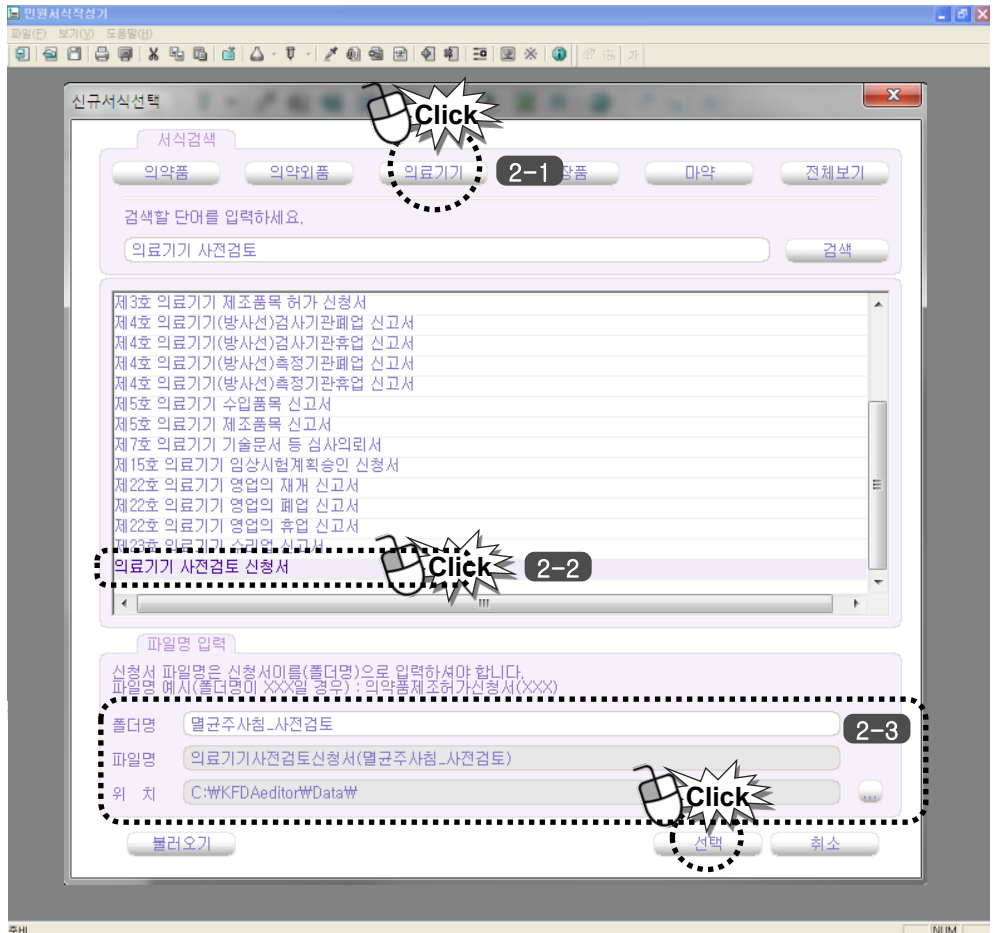 민원서식작성기
파일(F) 보기(V) 도움말(H)
신규서식선택
Click
서식검색
의약품 의약외품 의료기기 2-1 장품 마약 전체보기
검색할 단어를 입력하세요.
의료기기 사전검토 검색
제3호 의료기기 제조품목 허가 신청서
제4호 의료기기(방사선)검사기관폐업 신고서
제4호 의료기기(방사선)검사기관휴업 신고서
제4호 의료기기(방사선)측정기관폐업 신고서
제4호 의료기기(방사선)측정기관휴업 신고서
제5호 의료기기 수입품목 신고서
제5호 의료기기 제조품목 신고서
제7호 의료기기 기술문서 등 심사의뢰서
제15호 의료기기 임상시험계획승인 신청서
제22호 의료기기 영업의 재개 신고서
제22호 의료기기 영업의 폐업 신고서
제22호 의료기기 영업의 휴업 신고서
제23호 의료기기 수리업 신고서
의료기기 사전검토 신청서 Click 2-2
파일명 입력
신청서 파일명은 신청서이름(폴더명)으로 입력하셔야 합니다.
파일명 예시(폴더명이 XXX일 경우) : 의약품제조허가신청서(XXX)
폴더명 멸균주사침_사전검토 2-3
파일명 의료기기사전검토신청서(멸균주사침_사전검토)
위 치 C:₩KFDAeditor₩Data₩ ...
Click
불러오기 선택 취소
준비 NUM